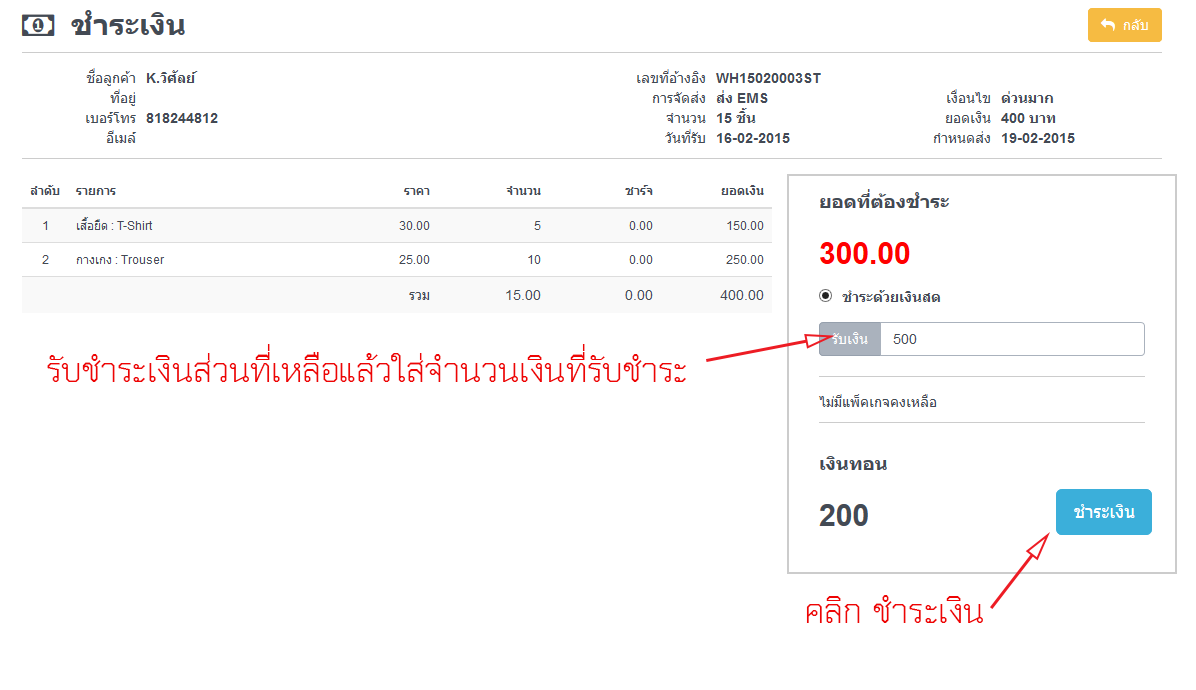 ชำระเงิน
กลับ
ชื่อลูกค้า K.วิศัลย์
ที่อยู่
เบอร์โทร 818244812
อีเมล์
เลขที่อ้างอิง WH15020003ST
การจัดส่ง ส่ง EMS เงื่อนไข ด่วนมาก
จำนวน 15 ชิ้น ยอดเงิน 400 บาท
วันที่รับ 16-02-2015 กำหนดส่ง 19-02-2015
ลำดับ รายการ ราคา จำนวน ชาร์จ ยอดเงิน
1 เสื้อยืด : T-Shirt 30.00 5 0.00 150.00
2 กางเกง : Trouser 25.00 10 0.00 250.00
รวม 15.00 0.00 400.00
รับชำระเงินส่วนที่เหลือแล้วใส่จำนวนเงินที่รับชำระ
ยอดที่ต้องชำระ
300.00
ชำระด้วยเงินสด
รับเงิน 500
ไม่มีแพ็คเกจคงเหลือ
เงินทอน
200
ชำระเงิน
คลิก ชำระเงิน